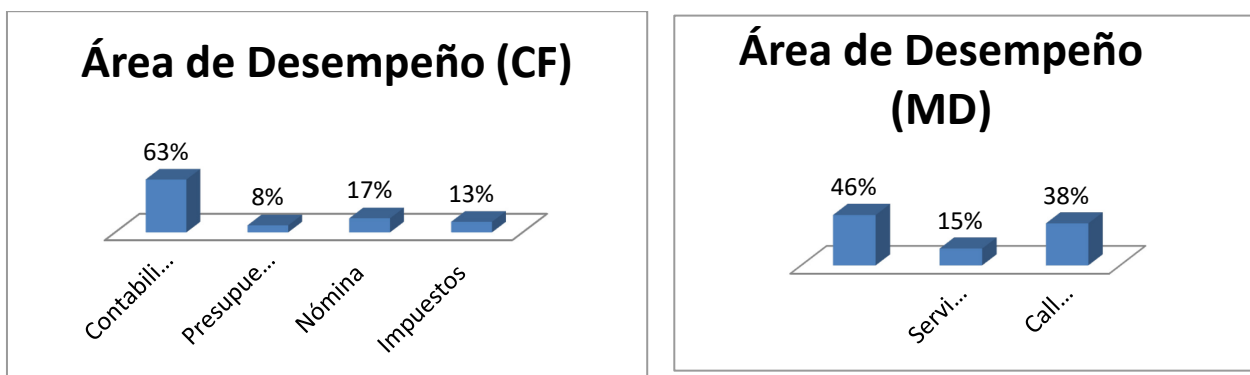 Área de Desempeño (CF)
63%
8%
17%
13%
Contabili...
Presupue...
Nómina
Impuestos
Área de Desempeño
(MD)
46%
15%
38%
Servi...
Call...